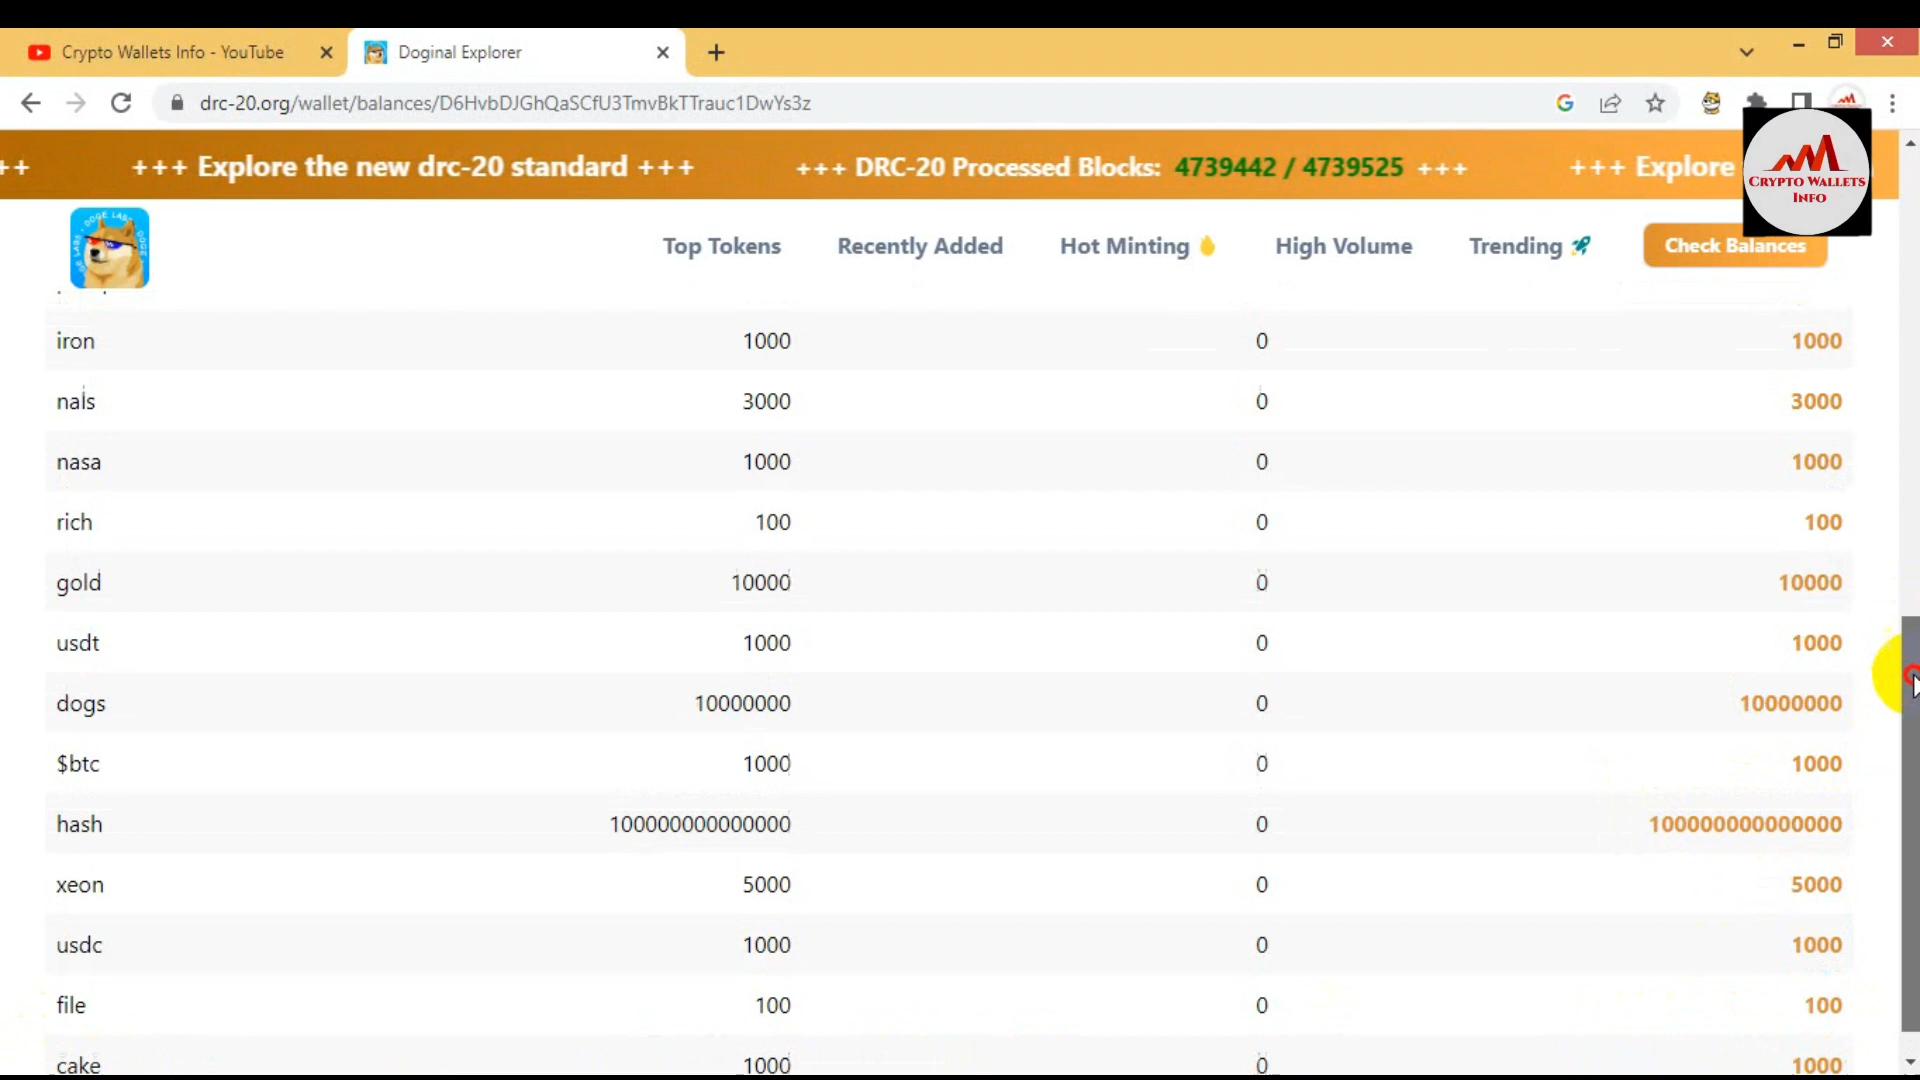 Crypto Wallets Info - YouTube
Doginal Explorer
drc-20.org/wallet/balances/D6HvbDJGhQaSCfU3TmvBkTTrauc1DwYs3z
++ +++ Explore the new drc-20 standard +++ +++ DRC-20 Processed Blocks: 4739442 / 4739525 +++ +++ Explore
CRYPTO WALLETS
INFO
DOGE LABS
Top Tokens Recently Added Hot Minting High Volume Trending Check Balances
iron 1000 0 1000
nals 3000 0 3000
nasa 1000 0 1000
rich 100 0 100
gold 10000 0 10000
usdt 1000 0 1000
dogs 10000000 0 10000000
$btc 1000 0 1000
hash 100000000000000 0 100000000000000
xeon 5000 0 5000
usdc 1000 0 1000
file 100 0 100
cake 1000 0 1000